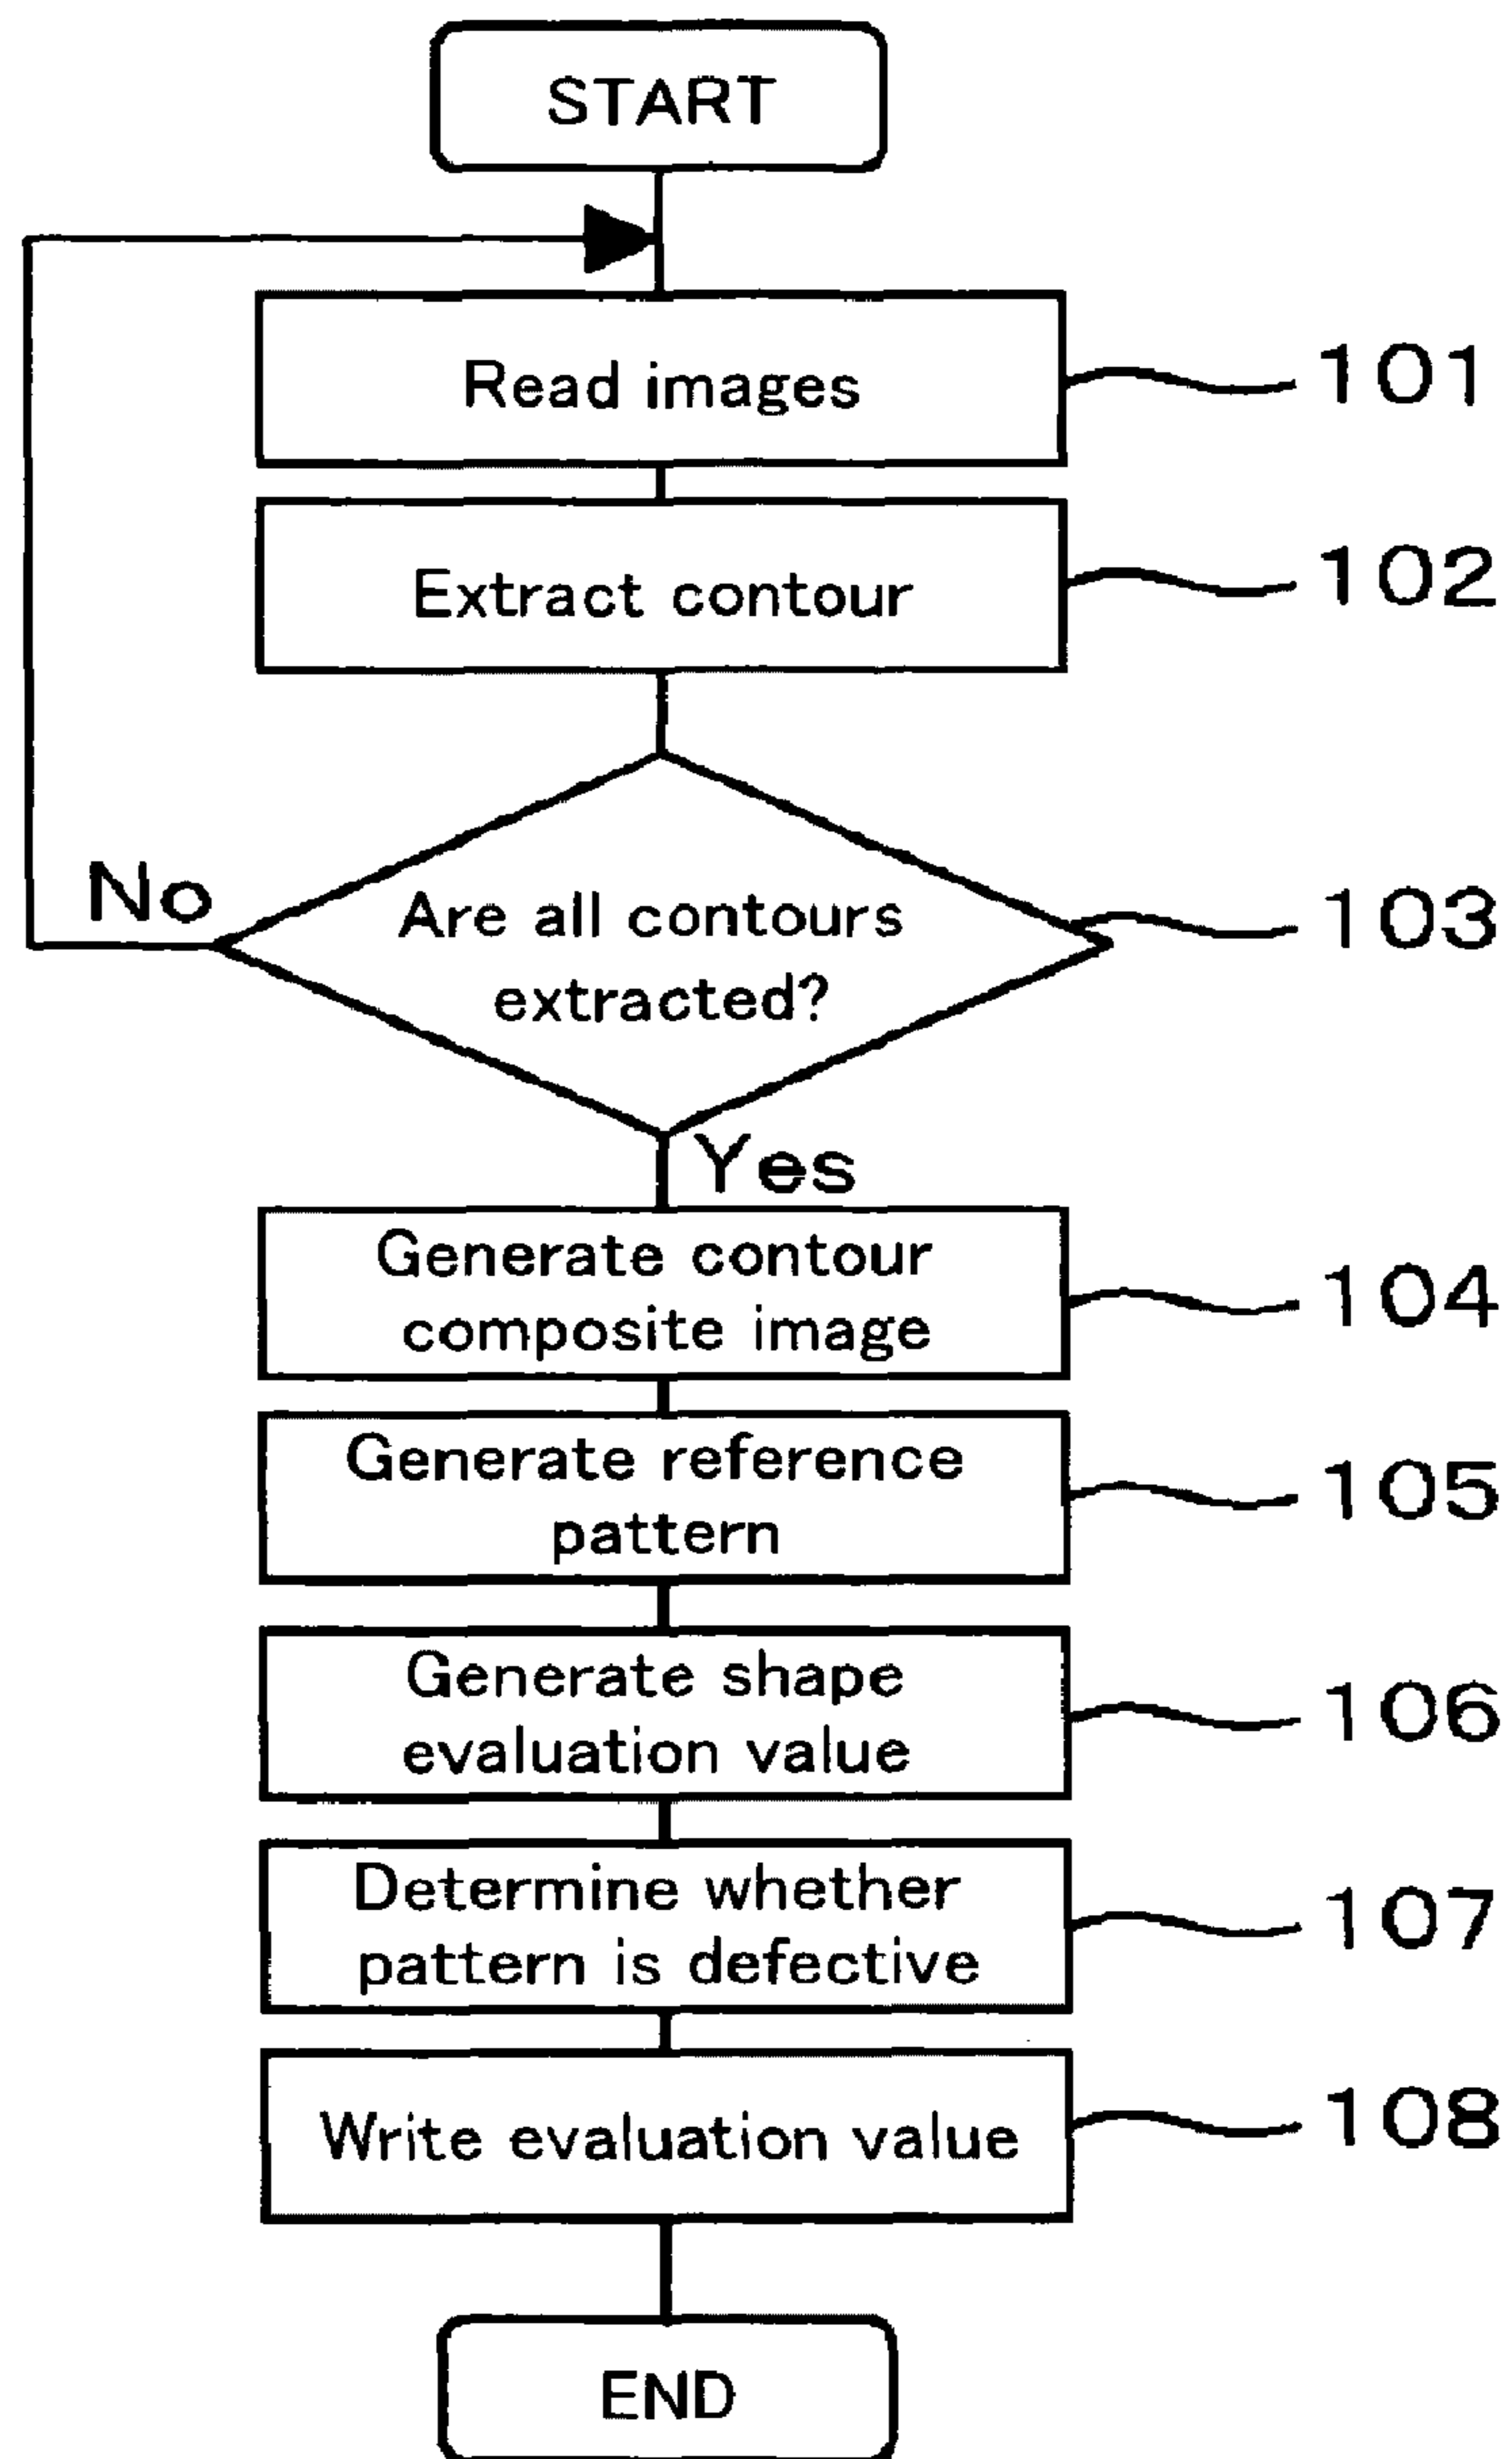 START
Read images
101
Extract contour
102
No
Are all contours
extracted?
103
Yes
Generate contour
composite image
104
Generate reference
pattern
105
Generate shape
evaluation value
106
Determine whether
pattern is defective
107
Write evaluation value
108
END